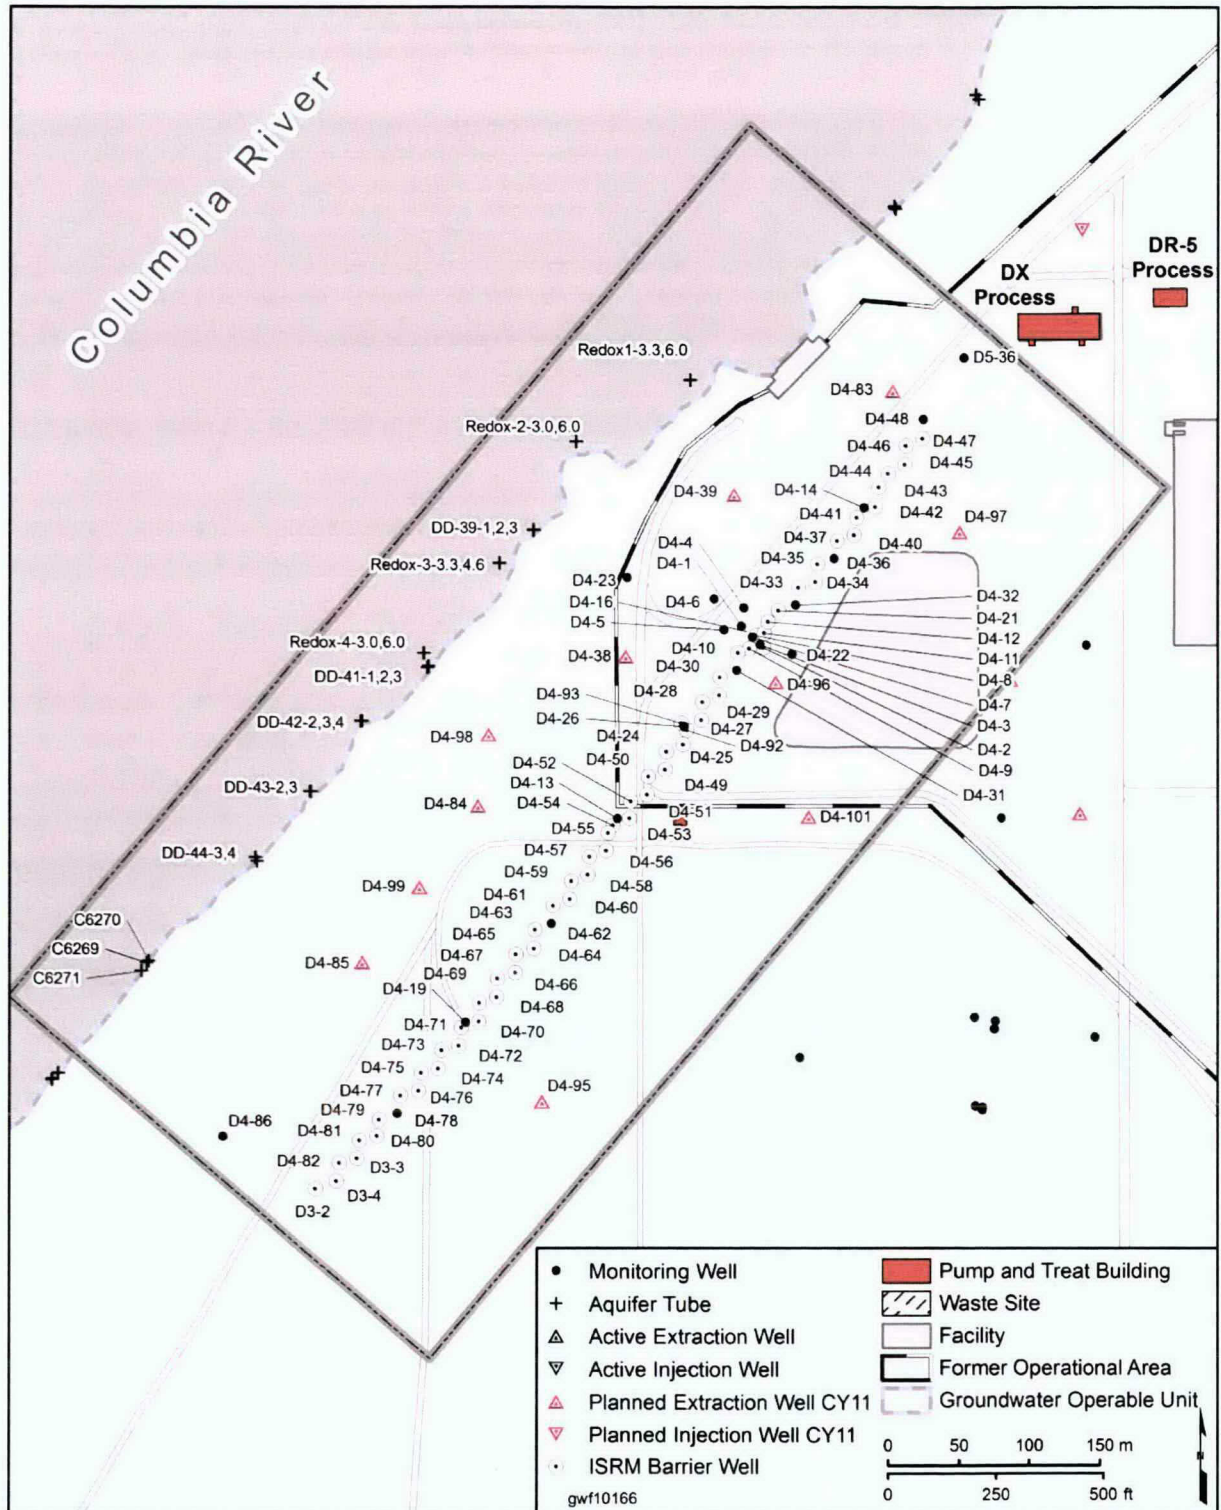 Columbia River
DR-5
Process
DX
Process
Redox1-3.3,6.0
D5-36
D4-83
D4-48
Redox-2-3.0,6.0
D4-47
D4-46
D4-45
D4-44
D4-39
D4-14
D4-43
D4-42
D4-41
D4-97
DD-39-1,2,3
D4-4
D4-37
D4-40
D4-1
D4-35
D4-36
Redox-3-3.3,4.6
D4-23
D4-33
D4-34
D4-16
D4-6
D4-32
D4-5
D4-21
D4-12
Redox-4-3.0,6.0
D4-10
D4-22
D4-11
D4-38
D4-30
D4-8
DD-41-1,2,3
D4-96
D4-28
D4-7
D4-93
D4-29
D4-3
DD-42-2,3,4
D4-26
D4-27
D4-24
D4-92
D4-2
D4-98
D4-50
D4-25
D4-9
D4-52
D4-13
D4-49
DD-43-2,3
D4-31
D4-84
D4-54
D4-51
D4-101
D4-55
D4-53
DD-44-3,4
D4-57
D4-56
D4-59
D4-58
D4-99
D4-61
D4-60
D4-63
C6270
D4-62
D4-65
C6269
D4-67
D4-64
C6271
D4-85
D4-69
D4-66
D4-19
D4-68
D4-71
D4-70
D4-73
D4-72
D4-75
D4-74
D4-95
D4-77
D4-76
D4-79
D4-86
D4-78
D4-81
D4-80
D4-82
D3-3
D3-4
D3-2
Monitoring Well
Aquifer Tube
Active Extraction Well
Active Injection Well
Planned Extraction Well CY11
Planned Injection Well CY11
ISRM Barrier Well
gwf10166
Pump and Treat Building
Waste Site
Facility
Former Operational Area
Groundwater Operable Unit
0 50 100 150 m
0 250 500 ft